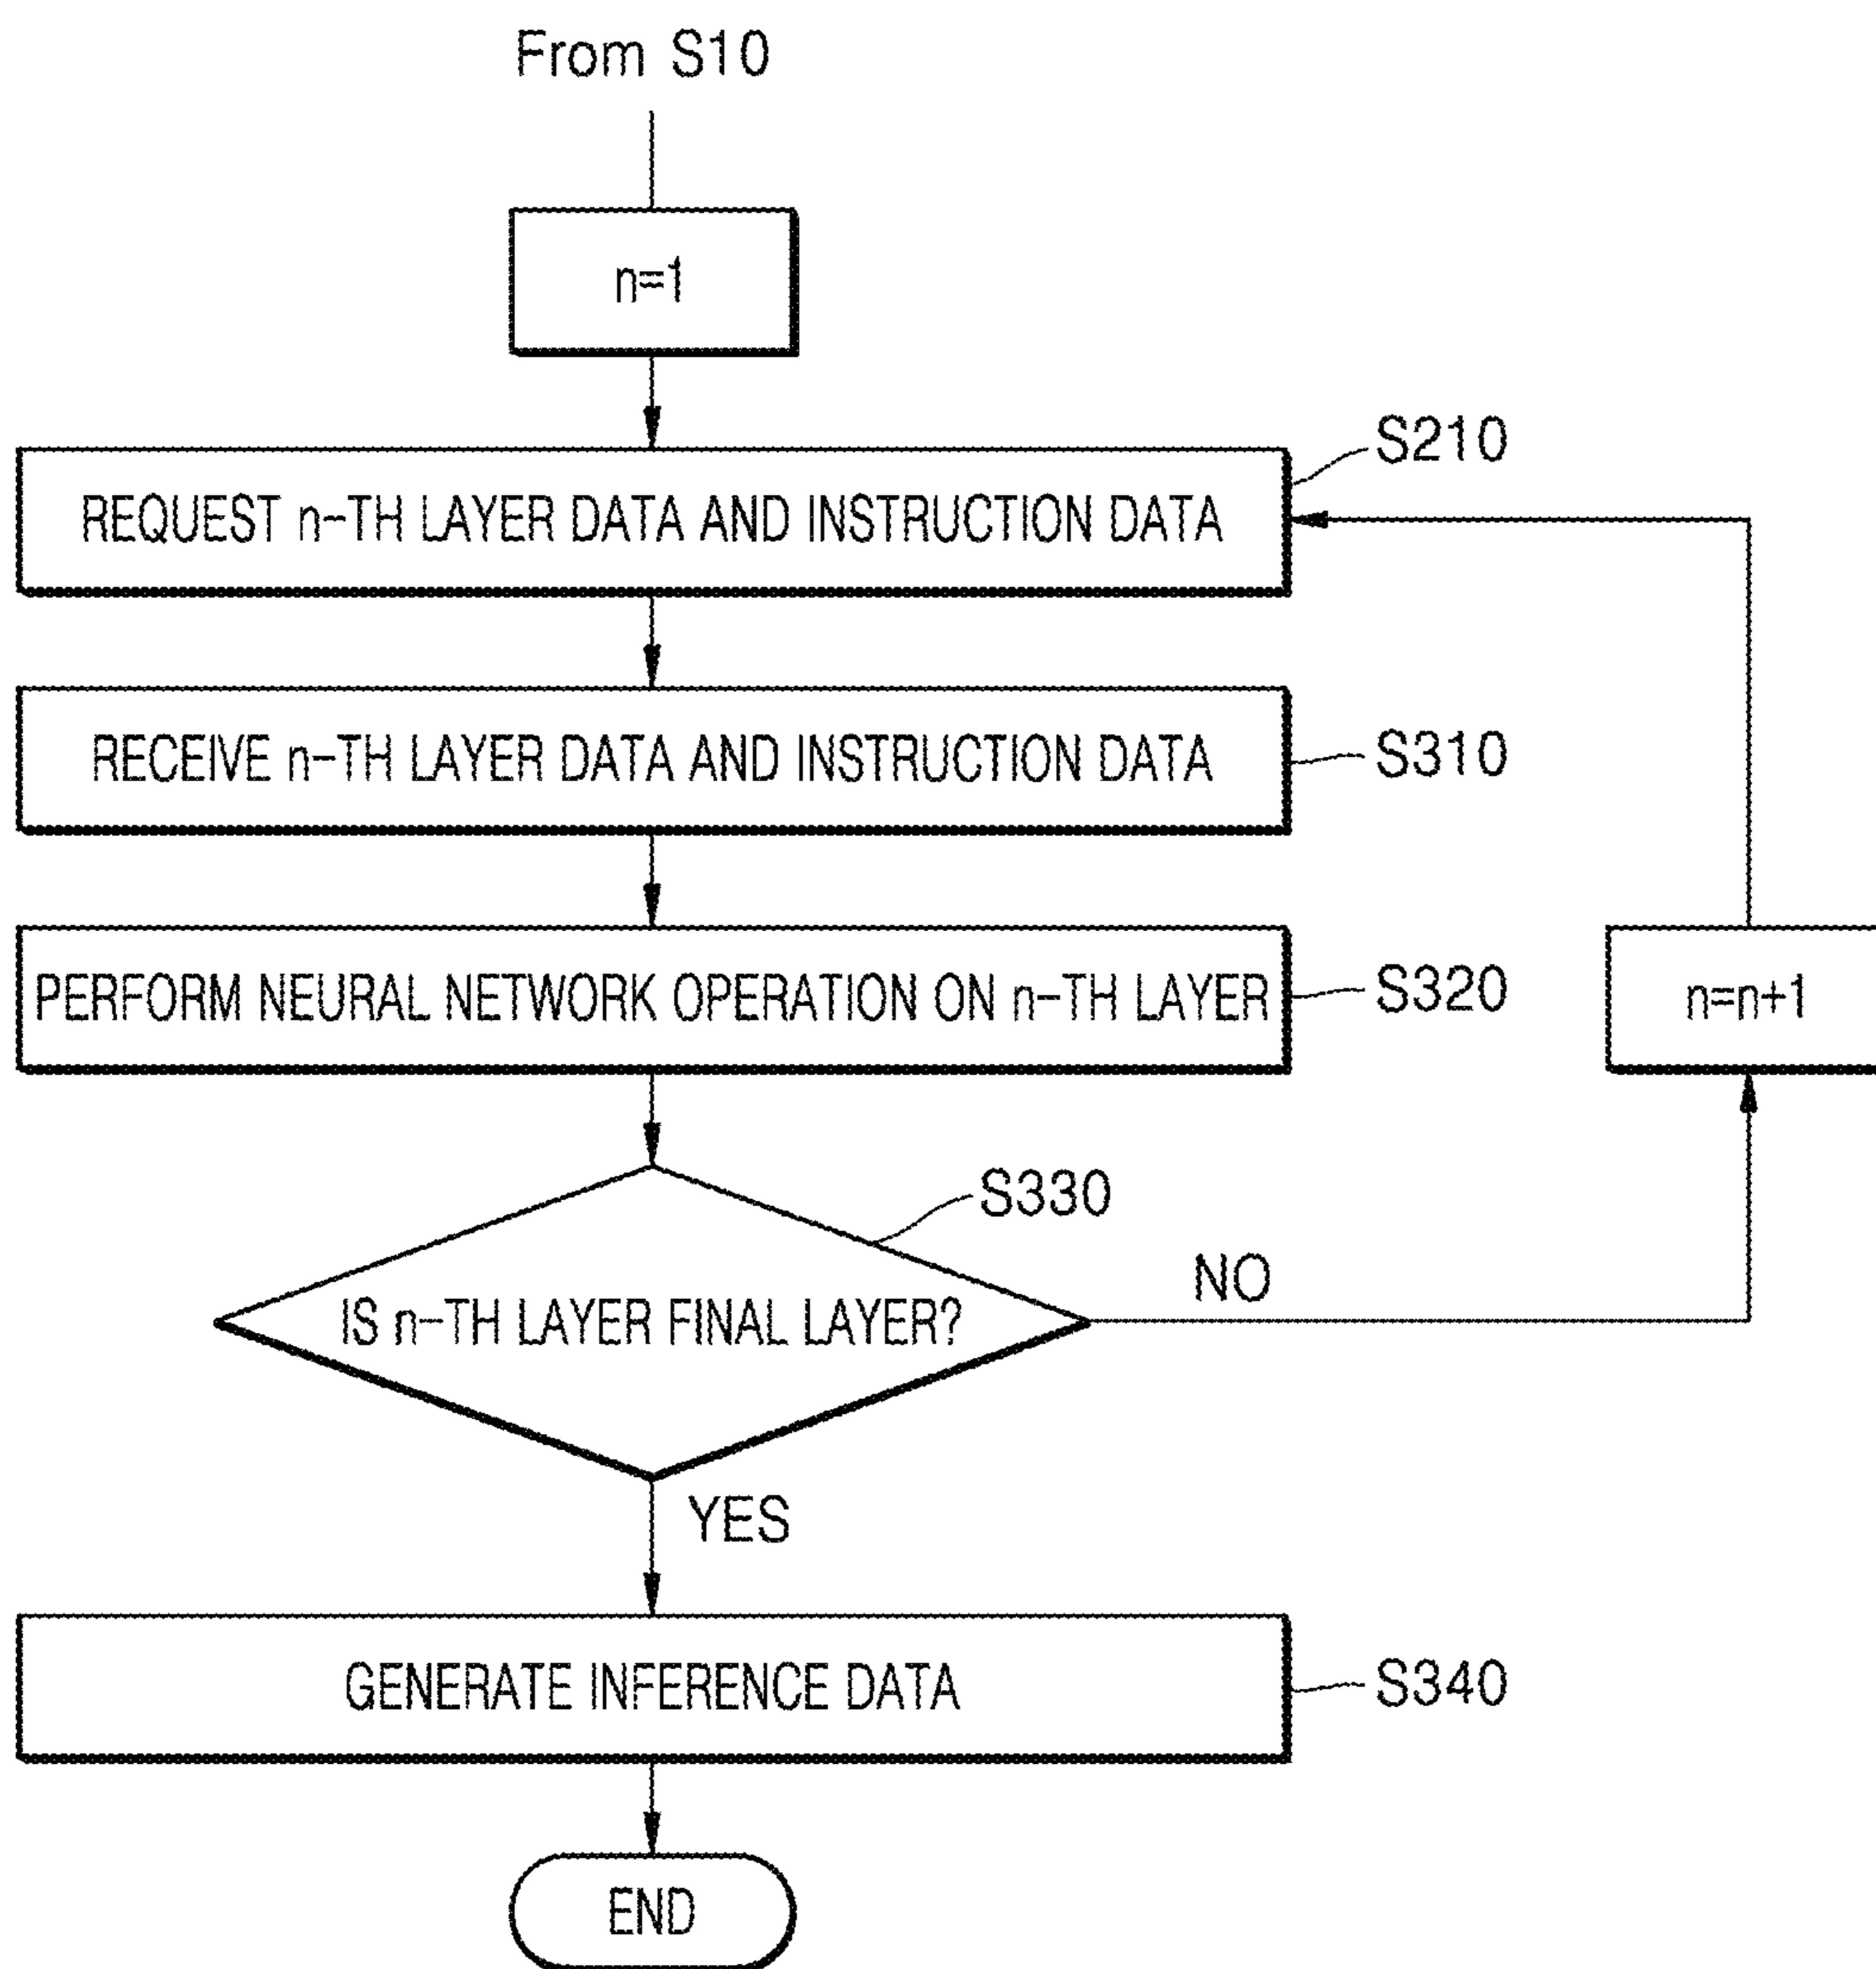 From S10
n=1
S210
REQUEST n-TH LAYER DATA AND INSTRUCTION DATA
RECEIVE n-TH LAYER DATA AND INSTRUCTION DATA
S310
PERFORM NEURAL NETWORK OPERATION ON n-TH LAYER
S320
n=n+1
S330
NO
IS n-TH LAYER FINAL LAYER?
YES
GENERATE INFERENCE DATA
S340
END